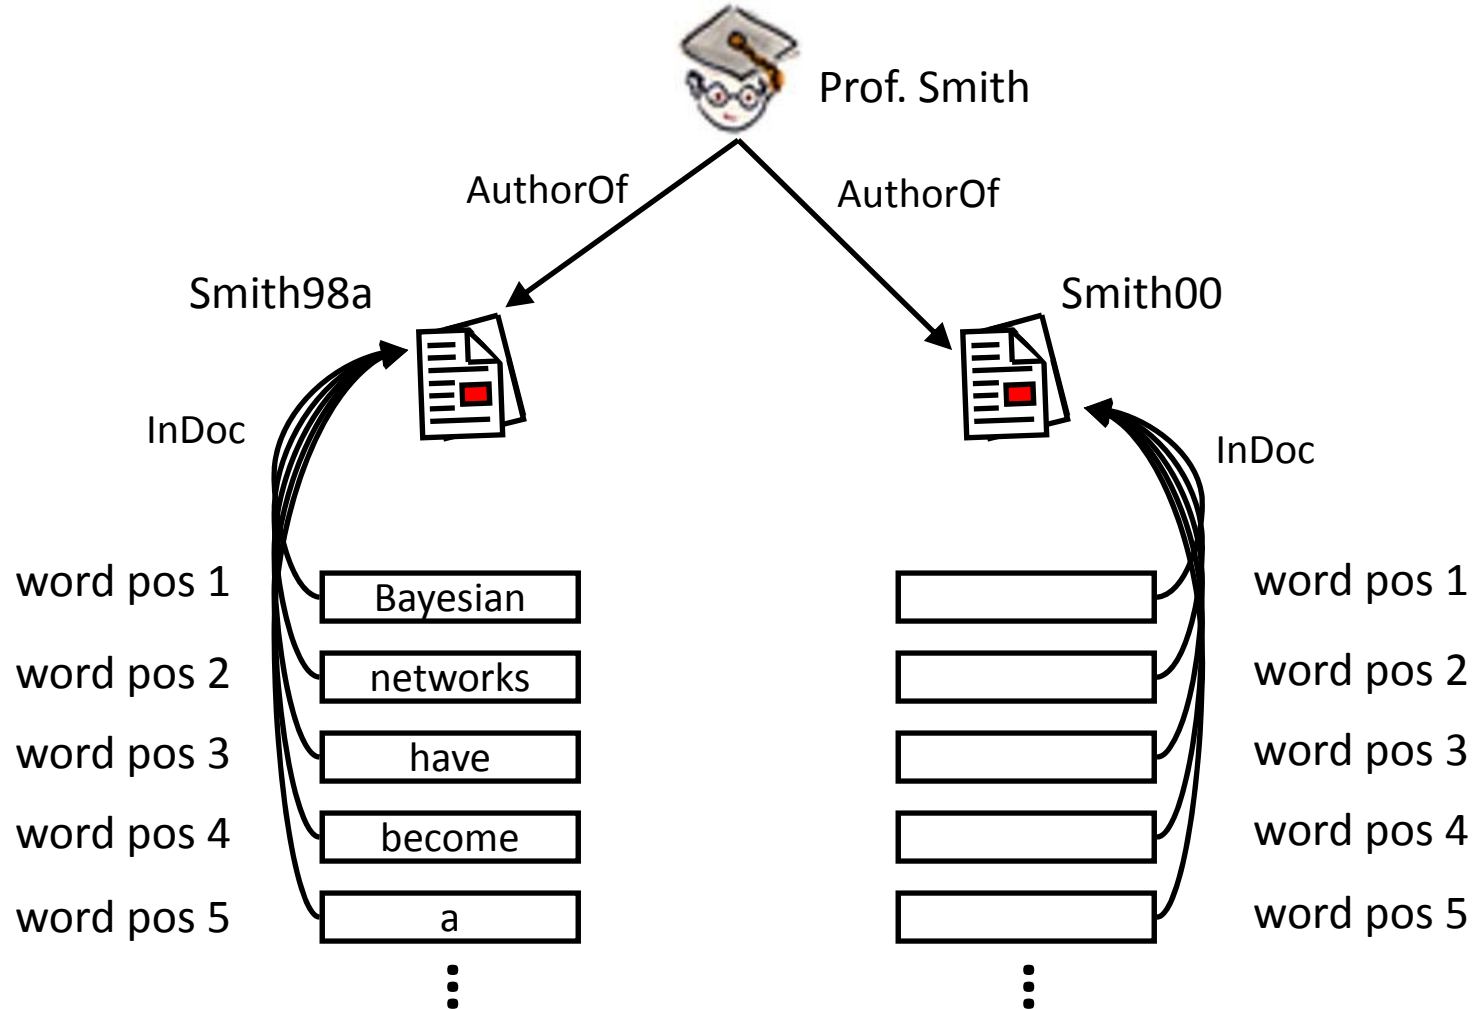 Prof. Smith
AuthorOf
AuthorOf
Smith98a
Smith00
InDoc
InDoc
word pos 1
Bayesian
word pos 1
word pos 2
networks
word pos 2
word pos 3
have
word pos 3
word pos 4
become
word pos 4
word pos 5
a
word pos 5